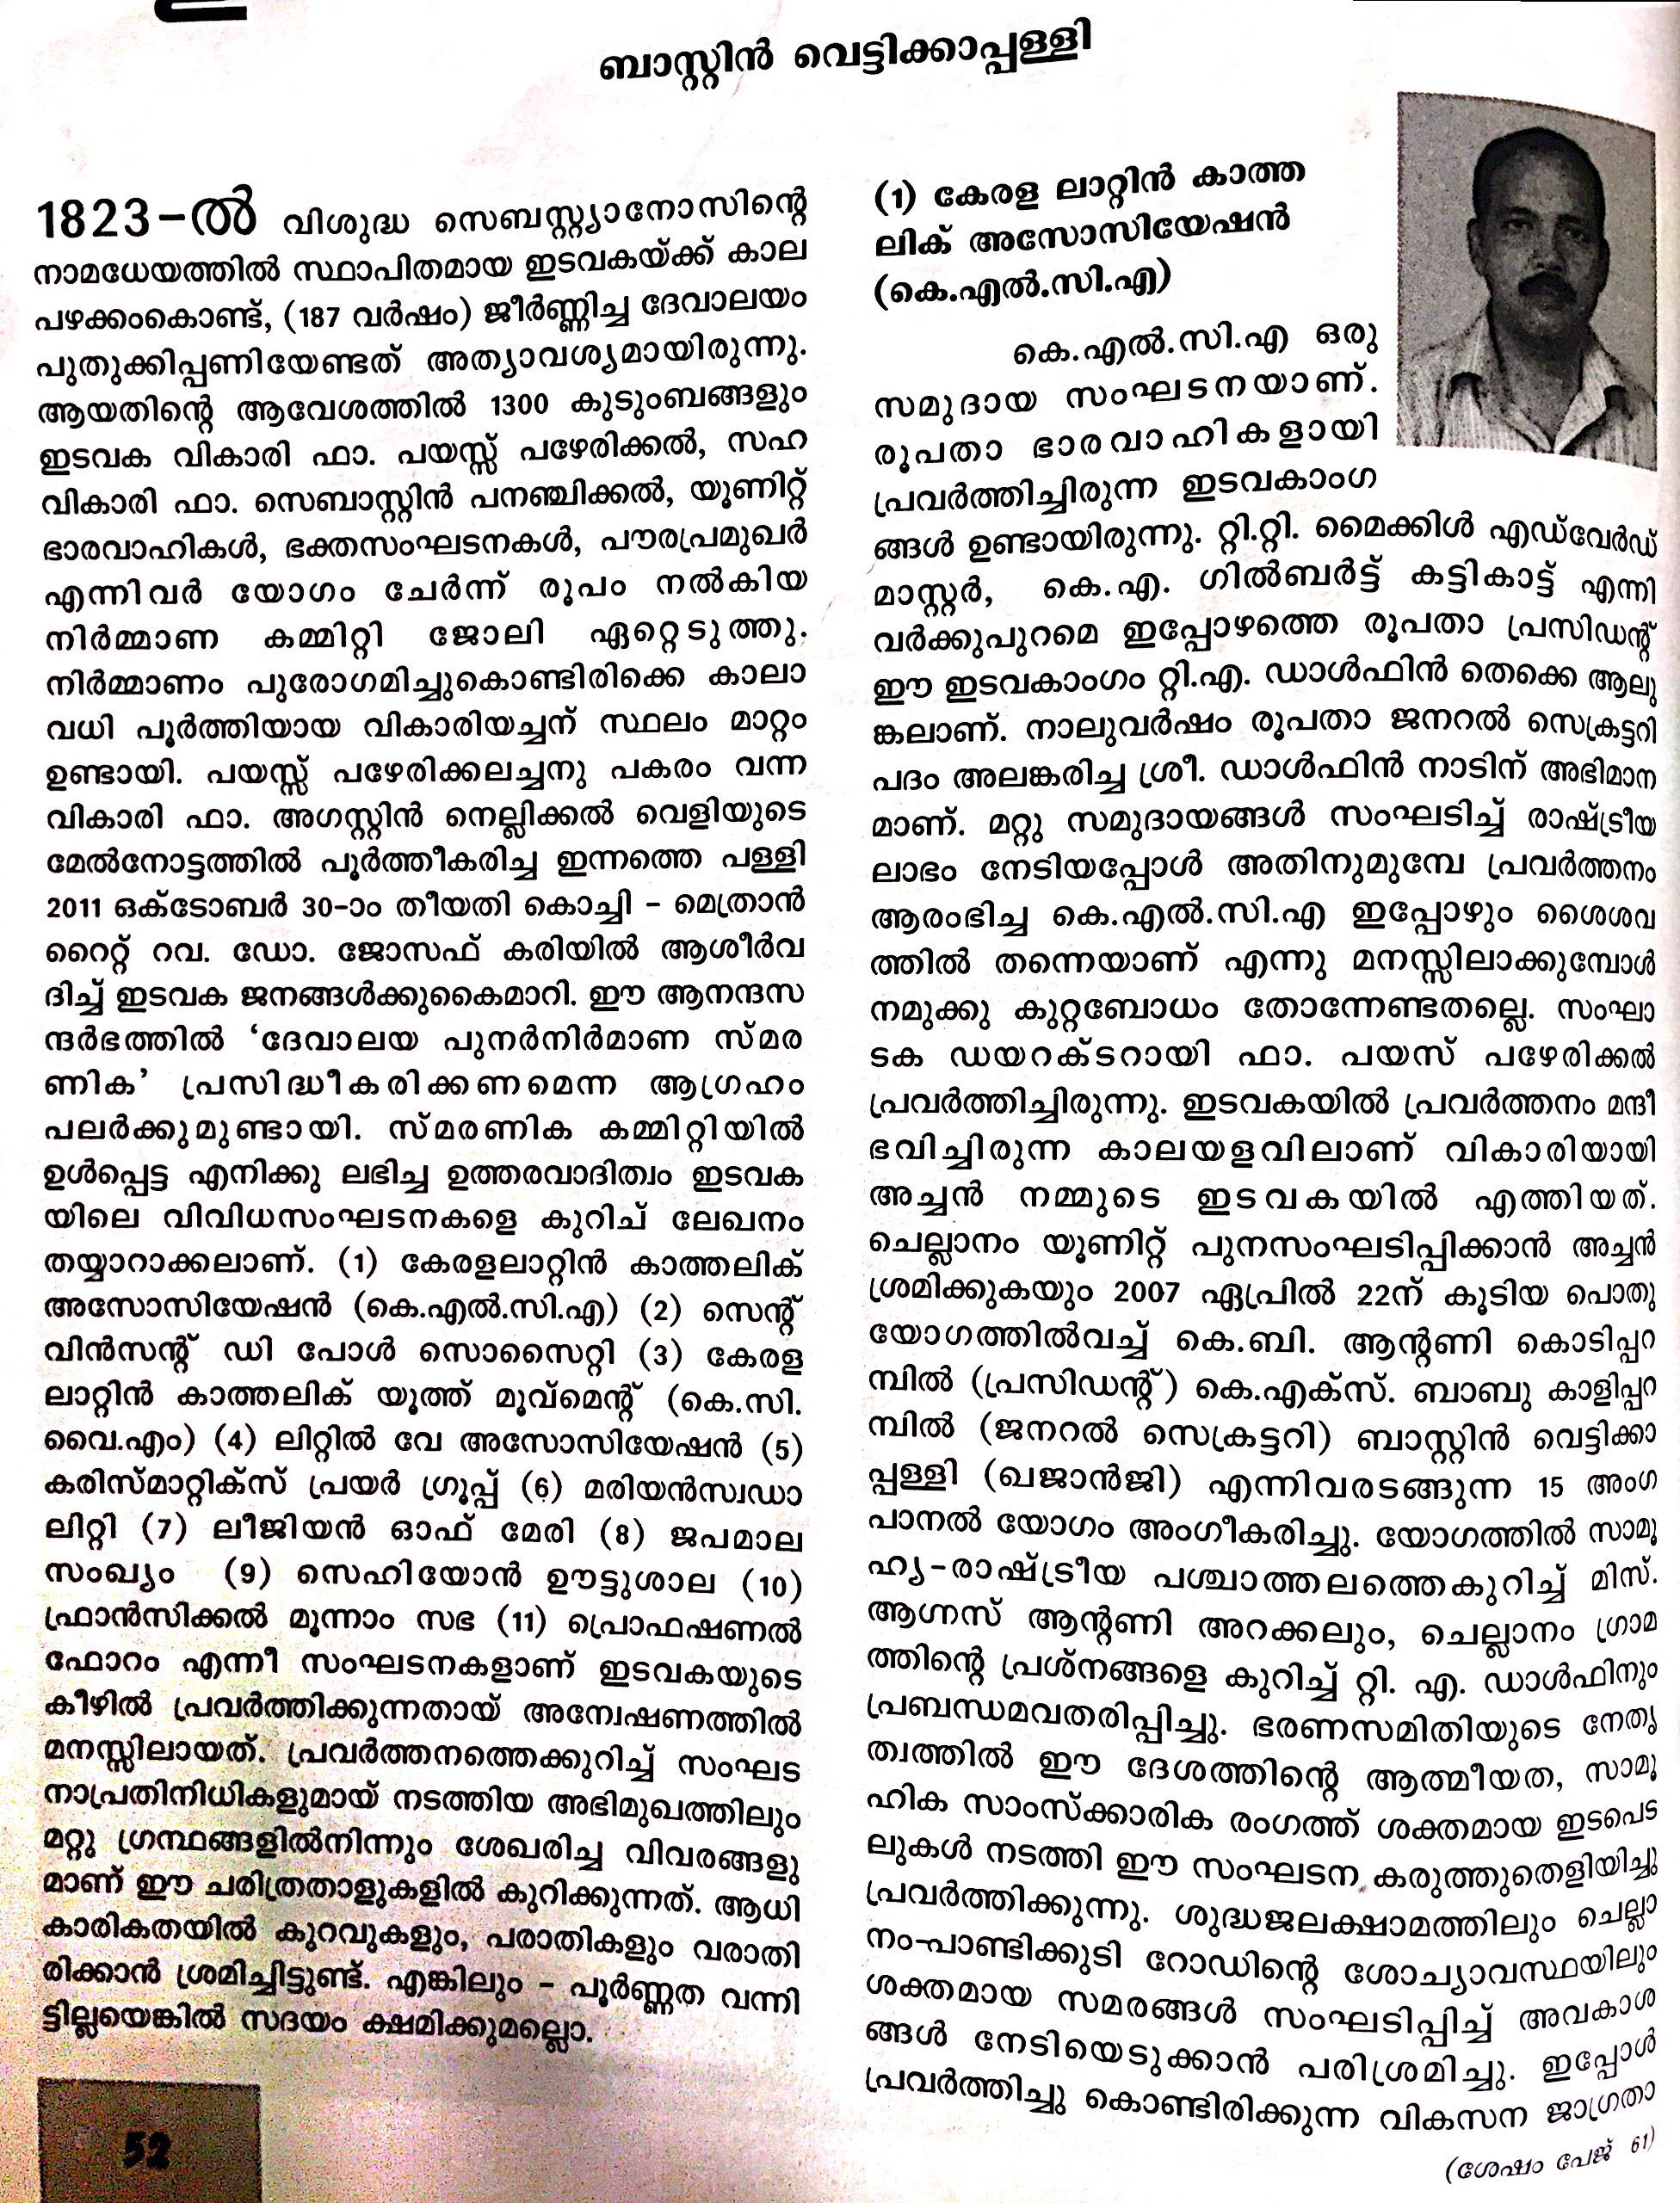 ബാസ്റ്റിൻ വെട്ടിക്കാപ്പള്ളി
1823-ൽ വിശുദ്ധ സെബസ്റ്റ്യാനോസിന്റെ
നാമധേയത്തിൽ സ്ഥാപിതമായ ഇടവകയ്ക്ക് കാല
പഴക്കംകൊണ്ട്, (187 വർഷം) ജീർണ്ണിച്ച ദേവാലയം
പുതുക്കിപ്പണിയേണ്ടത് അത്യാവശ്യമായിരുന്നു.
ആയതിന്റെ ആവേശത്തിൽ 1300 കുടുംബങ്ങളും
ഇടവക വികാരി ഫാ. പയസ്സ് പഴേരിക്കൽ, സഹ
വികാരി ഫാ. സെബാസ്റ്റിൻ പനഞ്ചിക്കൽ, യൂണിറ്റ്
ഭാരവാഹികൾ, ഭക്തസംഘടനകൾ, പൗരപ്രമുഖർ
എന്നിവർ യോഗം ചേർന്ന് രൂപം നൽകിയ
നിർമ്മാണ കമ്മിറ്റി ജോലി ഏറ്റെടുത്തു.
നിർമ്മാണം പുരോഗമിച്ചുകൊണ്ടിരിക്കെ കാലാ
വധി പൂർത്തിയായ വികാരിയച്ചന് സ്ഥലം മാറ്റം
ഉണ്ടായി. പയസ്സ് പഴേരിക്കലച്ചനു പകരം വന്ന
വികാരി ഫാ. അഗസ്റ്റിൻ നെല്ലിക്കൽ വെളിയുടെ
മേൽനോട്ടത്തിൽ പൂർത്തീകരിച്ച ഇന്നത്തെ പള്ളി
2011 ഒക്ടോബർ 30-ാം തീയതി കൊച്ചി - മെത്രാൻ
റൈറ്റ് റവ. ഡോ. ജോസഫ് കരിയിൽ ആശീർവ
ദിച്ച് ഇടവക ജനങ്ങൾക്കുകൈമാറി. ഈ ആനന്ദസ
ന്ദർഭത്തിൽ ‘ദേവാലയ പുനർനിർമാണ സ്മര
ണിക’ പ്രസിദ്ധീകരിക്കണമെന്ന ആഗ്രഹം
പലർക്കുമുണ്ടായി. സ്മരണിക കമ്മിറ്റിയിൽ
ഉൾപ്പെട്ട എനിക്കു ലഭിച്ച ഉത്തരവാദിത്വം ഇടവക
യിലെ വിവിധസംഘടനകളെ കുറിച് ലേഖനം
തയ്യാറാക്കലാണ്. (1) കേരളലാറ്റിൻ കാത്തലിക്
അസോസിയേഷൻ (കെ.എൽ.സി.എ) (2) സെന്റ്
വിൻസന്റ് ഡി പോൾ സൊസൈറ്റി (3) കേരള
ലാറ്റിൻ കാത്തലിക് യൂത്ത് മൂവ്മെന്റ് (കെ.സി.
വൈ.എം) (4) ലിറ്റിൽ വേ അസോസിയേഷൻ (5)
കരിസ്മാറ്റിക്സ് പ്രയർ ഗ്രൂപ്പ് (6) മരിയൻസ്വഡാ
ലിറ്റി (7) ലീജിയൻ ഓഫ് മേരി (8) ജപമാല
സംഖ്യം (9) സെഹിയോൻ ഊട്ടുശാല (10)
ഫ്രാൻസിക്കൽ മൂന്നാം സഭ (11) പ്രൊഫഷണൽ
ഫോറം എന്നീ സംഘടനകളാണ് ഇടവകയുടെ
കീഴിൽ പ്രവർത്തിക്കുന്നതായ് അന്വേഷണത്തിൽ
മനസ്സിലായത്. പ്രവർത്തനത്തെക്കുറിച്ച് സംഘട
നാപ്രതിനിധികളുമായ് നടത്തിയ അഭിമുഖത്തിലും
മറ്റു ഗ്രന്ഥങ്ങളിൽനിന്നും ശേഖരിച്ച വിവരങ്ങളു
മാണ് ഈ ചരിത്രതാളുകളിൽ കുറിക്കുന്നത്. ആധി
കാരികതയിൽ കുറവുകളും, പരാതികളും വരാതി
രിക്കാൻ ശ്രമിച്ചിട്ടുണ്ട്. എങ്കിലും - പൂർണ്ണത വന്നി
ട്ടില്ലയെങ്കിൽ സദയം ക്ഷമിക്കുമല്ലൊ.
52
(1) കേരള ലാറ്റിൻ കാത്ത
ലിക് അസോസിയേഷൻ
(കെ.എൽ.സി.എ)
കെ.എൽ.സി.എ ഒരു
സമുദായ സംഘടനയാണ്.
രൂപതാ ഭാരവാഹികളായി
പ്രവർത്തിച്ചിരുന്ന ഇടവകാംഗ
ങ്ങൾ ഉണ്ടായിരുന്നു. റ്റി.റ്റി. മൈക്കിൾ എഡ്വേർഡ്
മാസ്റ്റർ, കെ.എ. ഗിൽബർട്ട് കട്ടികാട്ട് എന്നി
വർക്കുപുറമെ ഇപ്പോഴത്തെ രൂപതാ പ്രസിഡന്റ്
ഈ ഇടവകാംഗം റ്റി.എ. ഡാൾഫിൻ തെക്കെ ആലു
ങ്കലാണ്. നാലുവർഷം രൂപതാ ജനറൽ സെക്രട്ടറി
പദം അലങ്കരിച്ച ശ്രീ. ഡാൾഫിൻ നാടിന് അഭിമാന
മാണ്. മറ്റു സമുദായങ്ങൾ സംഘടിച്ച് രാഷ്ട്രീയ
ലാഭം നേടിയപ്പോൾ അതിനുമുമ്പേ പ്രവർത്തനം
ആരംഭിച്ച കെ.എൽ.സി.എ ഇപ്പോഴും ശൈശവ
ത്തിൽ തന്നെയാണ് എന്നു മനസ്സിലാക്കുമ്പോൾ
നമുക്കു കുറ്റബോധം തോന്നേണ്ടതല്ലെ. സംഘാ
ടക ഡയറക്ടറായി ഫാ. പയസ് പഴേരിക്കൽ
പ്രവർത്തിച്ചിരുന്നു. ഇടവകയിൽ പ്രവർത്തനം മന്ദീ
ഭവിച്ചിരുന്ന കാലയളവിലാണ് വികാരിയായി
അച്ചൻ നമ്മുടെ ഇടവകയിൽ എത്തിയത്.
ചെല്ലാനം യൂണിറ്റ് പുനസംഘടിപ്പിക്കാൻ അച്ചൻ
ശ്രമിക്കുകയും 2007 ഏപ്രിൽ 22ന് കൂടിയ പൊതു
യോഗത്തിൽവച്ച് കെ.ബി. ആന്റണി കൊടിപ്പറ
മ്പിൽ (പ്രസിഡന്റ്) കെ.എക്സ്. ബാബു കാളിപ്പറ
മ്പിൽ (ജനറൽ സെക്രട്ടറി) ബാസ്റ്റിൻ വെട്ടിക്കാ
പ്പള്ളി (ഖജാൻജി) എന്നിവരടങ്ങുന്ന 15 അംഗ
പാനൽ യോഗം അംഗീകരിച്ചു. യോഗത്തിൽ സാമൂ
ഹ്യ-രാഷ്ട്രീയ പശ്ചാത്തലത്തെകുറിച്ച് മിസ്.
ആഗ്നസ് ആന്റണി അറക്കലും, ചെല്ലാനം ഗ്രാമ
ത്തിന്റെ പ്രശ്നങ്ങളെ കുറിച്ച് റ്റി. എ. ഡാൾഫിനും
പ്രബന്ധമവതരിപ്പിച്ചു. ഭരണസമിതിയുടെ നേതൃ
ത്വത്തിൽ ഈ ദേശത്തിന്റെ ആത്മീയത, സാമൂ
ഹിക സാംസ്ക്കാരിക രംഗത്ത് ശക്തമായ ഇടപെട
ലുകൾ നടത്തി ഈ സംഘടന കരുത്തുതെളിയിച്ചു
പ്രവർത്തിക്കുന്നു. ശുദ്ധജലക്ഷാമത്തിലും ചെല്ലാ
നം-പാണ്ടിക്കുടി റോഡിന്റെ ശോച്യാവസ്ഥയിലും
ശക്തമായ സമരങ്ങൾ സംഘടിപ്പിച്ച് അവകാശ
ങ്ങൾ നേടിയെടുക്കാൻ പരിശ്രമിച്ചു. ഇപ്പോൾ
പ്രവർത്തിച്ചു കൊണ്ടിരിക്കുന്ന വികസന ജാഗ്രതാ
(ശേഷം പേജ് 61)